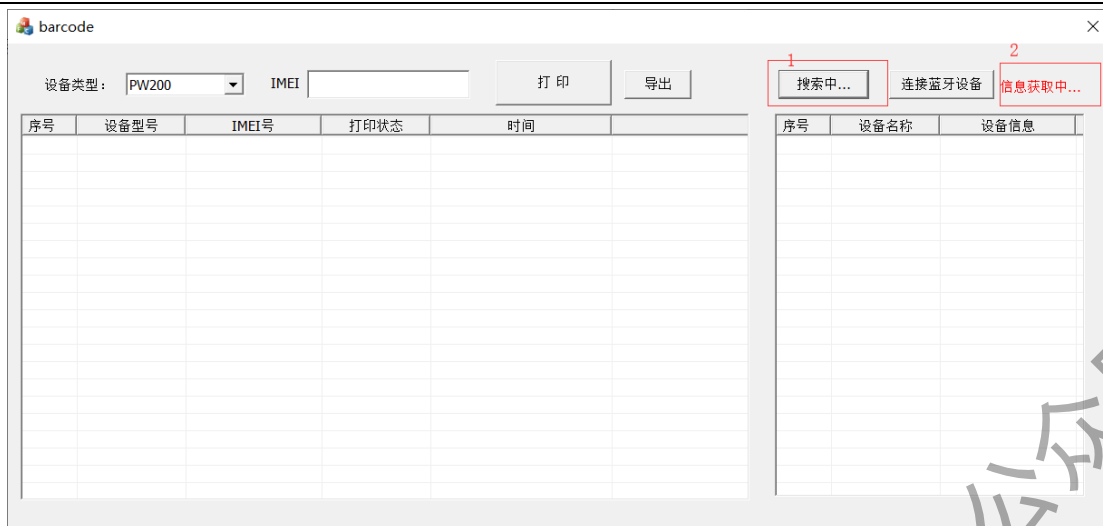 barcode
1
2
设备类型： PW200 IMEI 打 印 导出 搜索中... 连接蓝牙设备 信息获取中...
序号 设备型号 IMEI号 打印状态 时间 序号 设备名称 设备信息
公众